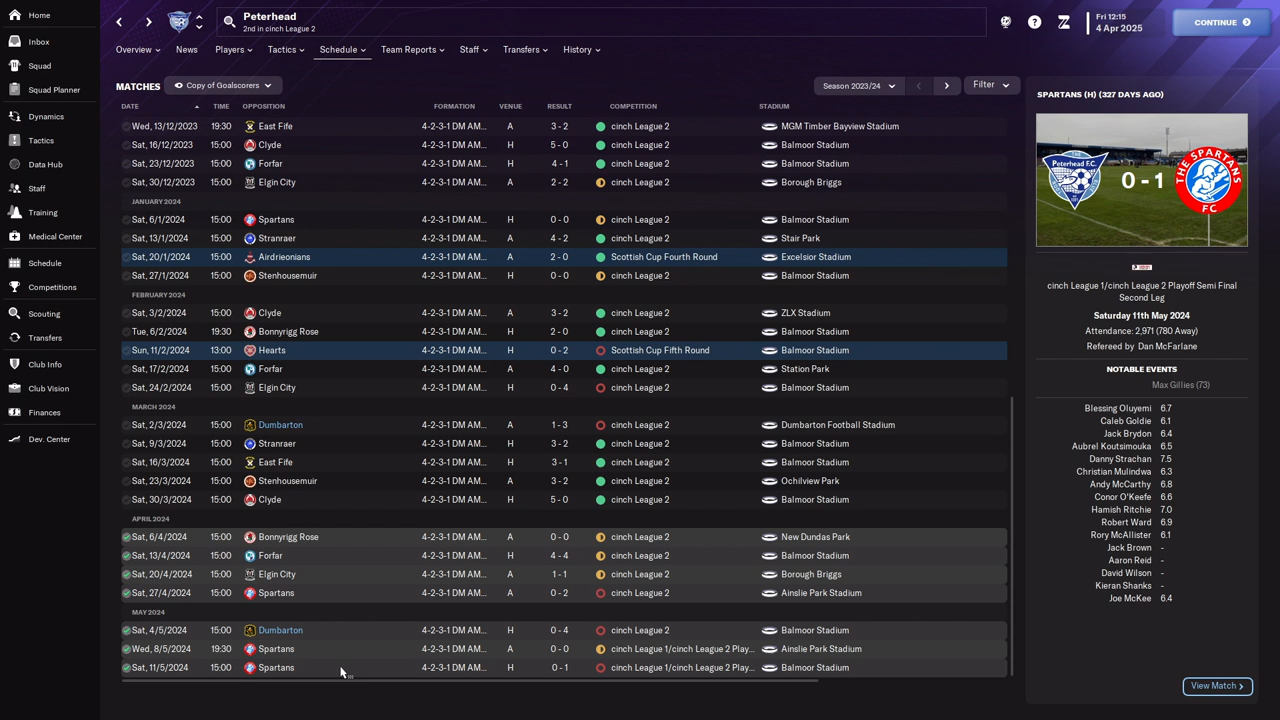 Home
Inbox
Squad
Squad Planner
Dynamics
Tactics
Data Hub
Staff
Training
Medical Center
Schedule
Competitions
Scouting
Transfers
Club Info
Club Vision
Finances
Dev. Center
Peterhead
2nd in cinch League 2
Fri 12:15
4 Apr 2025
CONTINUE
Overview News Players Tactics Schedule Team Reports Staff Transfers History
MATCHES Copy of Goalscorers Season 2023/24 Filter
DATE TIME OPPOSITION FORMATION VENUE RESULT COMPETITION STADIUM
Wed, 13/12/2023 19:30 East Fife 4-2-3-1 DM AM... A 3 - 2 cinch League 2 MGM Timber Bayview Stadium
Sat, 16/12/2023 15:00 Clyde 4-2-3-1 DM AM... H 5 - 0 cinch League 2 Balmoor Stadium
Sat, 23/12/2023 15:00 Forfar 4-2-3-1 DM AM... H 4 - 1 cinch League 2 Balmoor Stadium
Sat, 30/12/2023 15:00 Elgin City 4-2-3-1 DM AM... A 2 - 2 cinch League 2 Borough Briggs
JANUARY 2024
Sat, 6/1/2024 15:00 Spartans 4-2-3-1 DM AM... H 0 - 0 cinch League 2 Balmoor Stadium
Sat, 13/1/2024 15:00 Stranraer 4-2-3-1 DM AM... A 4 - 2 cinch League 2 Stair Park
Sat, 20/1/2024 15:00 Airdrieonians 4-2-3-1 DM AM... A 2 - 0 Scottish Cup Fourth Round Excelsior Stadium
Sat, 27/1/2024 15:00 Stenhousemuir 4-2-3-1 DM AM... H 0 - 0 cinch League 2 Balmoor Stadium
FEBRUARY 2024
Sat, 3/2/2024 15:00 Clyde 4-2-3-1 DM AM... A 3 - 2 cinch League 2 ZLX Stadium
Tue, 6/2/2024 19:30 Bonnyrigg Rose 4-2-3-1 DM AM... H 2 - 0 cinch League 2 Balmoor Stadium
Sun, 11/2/2024 13:00 Hearts 4-2-3-1 DM AM... H 0 - 2 Scottish Cup Fifth Round Balmoor Stadium
Sat, 17/2/2024 15:00 Forfar 4-2-3-1 DM AM... A 4 - 0 cinch League 2 Station Park
Sat, 24/2/2024 15:00 Elgin City 4-2-3-1 DM AM... H 0 - 4 cinch League 2 Balmoor Stadium
MARCH 2024
Sat, 2/3/2024 15:00 Dumbarton 4-2-3-1 DM AM... A 1 - 3 cinch League 2 Dumbarton Football Stadium
Sat, 9/3/2024 15:00 Stranraer 4-2-3-1 DM AM... H 3 - 2 cinch League 2 Balmoor Stadium
Sat, 16/3/2024 15:00 East Fife 4-2-3-1 DM AM... H 3 - 1 cinch League 2 Balmoor Stadium
Sat, 23/3/2024 15:00 Stenhousemuir 4-2-3-1 DM AM... A 3 - 2 cinch League 2 Ochilview Park
Sat, 30/3/2024 15:00 Clyde 4-2-3-1 DM AM... H 5 - 0 cinch League 2 Balmoor Stadium
APRIL 2024
Sat, 6/4/2024 15:00 Bonnyrigg Rose 4-2-3-1 DM AM... A 0 - 0 cinch League 2 New Dundas Park
Sat, 13/4/2024 15:00 Forfar 4-2-3-1 DM AM... H 4 - 4 cinch League 2 Balmoor Stadium
Sat, 20/4/2024 15:00 Elgin City 4-2-3-1 DM AM... A 1 - 1 cinch League 2 Borough Briggs
Sat, 27/4/2024 15:00 Spartans 4-2-3-1 DM AM... A 0 - 2 cinch League 2 Ainslie Park Stadium
MAY 2024
Sat, 4/5/2024 15:00 Dumbarton 4-2-3-1 DM AM... H 0 - 4 cinch League 2 Balmoor Stadium
Wed, 8/5/2024 19:30 Spartans 4-2-3-1 DM AM... A 0 - 0 cinch League 1/cinch League 2 Play... Ainslie Park Stadium
Sat, 11/5/2024 15:00 Spartans 4-2-3-1 DM AM... H 0 - 1 cinch League 1/cinch League 2 Play... Balmoor Stadium
SPARTANS (H) (327 DAYS AGO)
Peterhead F.C.
0 - 1
THE SPARTANS
FC
cinch League 1/cinch League 2 Playoff Semi Final
Second Leg
Saturday 11th May 2024
Attendance: 2,971 (780 Away)
Refereed by Dan McFarlane
NOTABLE EVENTS
Max Gillies (73)
Blessing Oluyemi 6.7
Caleb Goldie 6.1
Jack Brydon 6.4
Aubrel Koutsimouka 6.5
Danny Strachan 7.5
Christian Mulindwa 6.3
Andy McCarthy 6.8
Conor O'Keefe 6.6
Hamish Ritchie 7.0
Robert Ward 6.9
Rory McAllister 6.1
Jack Brown -
Aaron Reid -
David Wilson -
Kieran Shanks -
Joe McKee 6.4
View Match